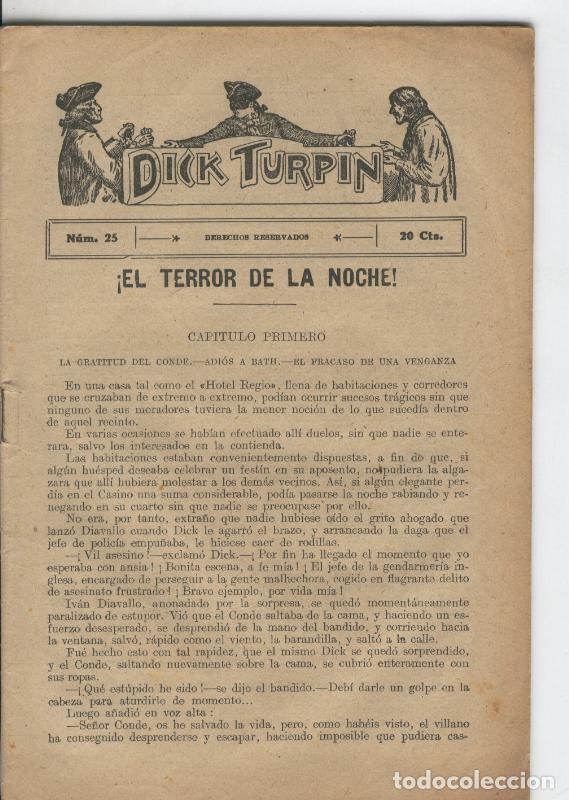 DICK TURPIN
Núm. 25
DERECHOS RESERVADOS
20 Cts.
¡EL TERROR DE LA NOCHE!
CAPITULO PRIMERO
LA GRATITUD DEL CONDE.—ADIÓS A BATH.—EL FRACASO DE UNA VENGANZA
En una casa tal como el «Hotel Regio», llena de habitaciones y corredores
que se cruzaban de extremo a extremo, podían ocurrir sucesos trágicos sin que
ninguno de sus moradores tuviera la menor noción de lo que sucedía dentro
de aquel recinto.
En varias ocasiones se habían efectuado allí duelos, sin que nadie se ente-
rara, salvo los interesados en la contienda.
Las habitaciones estaban convenientemente dispuestas, a fin de que, si
algún huésped deseaba celebrar un festín en su aposento, no pudiera la alga-
zara que allí hubiera molestar a los demás vecinos. Así, si algún elegante per-
día en el Casino una suma considerable, podía pasarse la noche rabiando y re-
negando en su cuarto sin que nadie se preocupase por ello.
No era, por tanto, extraño que nadie hubiese oído el grito ahogado que
lanzó Diavallo cuando Dick le agarró el brazo, y arrancando la daga que el
jefe de policía empuñaba, le hiciese caer de rodillas.
—¡Vil asesino!—exclamó Dick.—¡Por fin ha llegado el momento que yo
esperaba con ansia! ¡Bonita escena, a fe mía! ¡El jefe de la gendarmería in-
glesa, encargado de perseguir a la gente malhechora, cogido en flagrante delito
de asesinato frustrado! ¡Bravo ejemplo, por vida mía!
Iván Diavallo, anonadado por la sorpresa, se quedó momentáneamente
paralizado de estupor. Vió que el Conde saltaba de la cama, y haciendo un es-
fuerzo desesperado, se desprendió de la mano del bandido, y corriendo hacia
la ventana, salvó, rápido como el viento, la barandilla, y saltó a la calle.
Fué hecho esto con tal rapidez, que el mismo Dick se quedó sorprendido,
y el Conde, saltando nuevamente sobre la cama, se cubrió enteramente con
sus ropas.
—¡Qué estúpido he sido!—se dijo el bandido.—Debí darle un golpe en la
cabeza para aturdirlo de momento...
Luego añadió en voz alta:
—Señor Conde, os he salvado la vida, pero, como habéis visto, el villano
ha conseguido desprenderse y escapar, haciendo imposible que pudiera cas-
todocoleccion.net